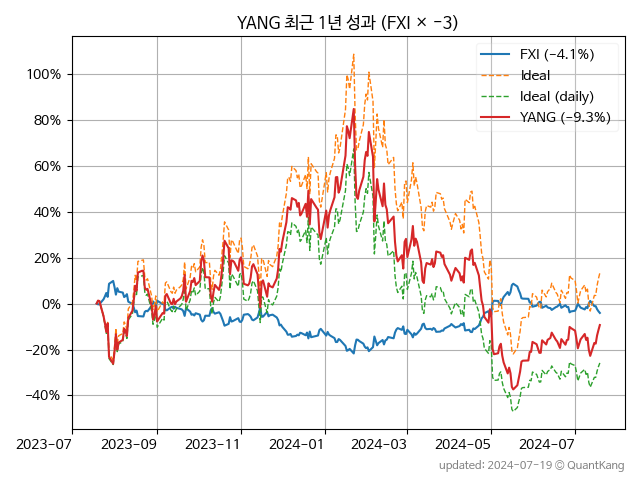 YANG 최근 1년 성과 (FXI × −3)
FXI (−4.1%)
Ideal
Ideal (daily)
YANG (−9.3%)
100%
80%
60%
40%
20%
0%
−20%
−40%
2023-07 2023-09 2023-11 2024-01 2024-03 2024-05 2024-07
updated: 2024-07-19 © QuantKang